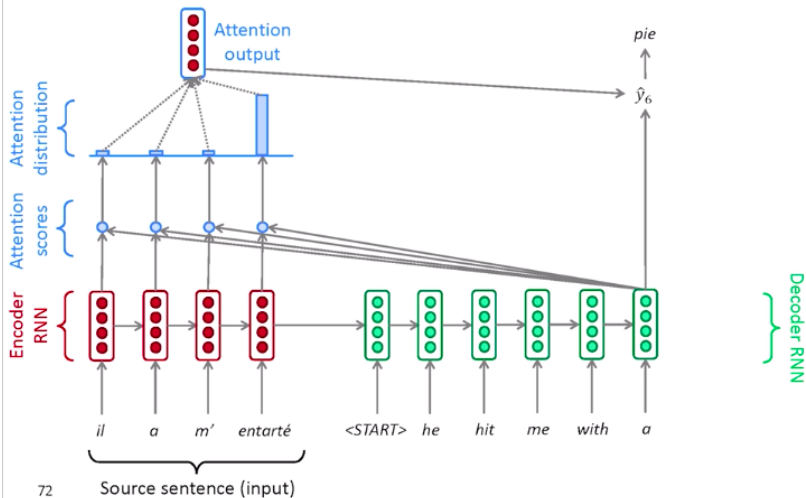 Attention
output
pie
Attention
distribution
ŷ₆
Attention
scores
Encoder
RNN
Decoder RNN
il a m’ entarté <START> he hit me with a
72 Source sentence (input)